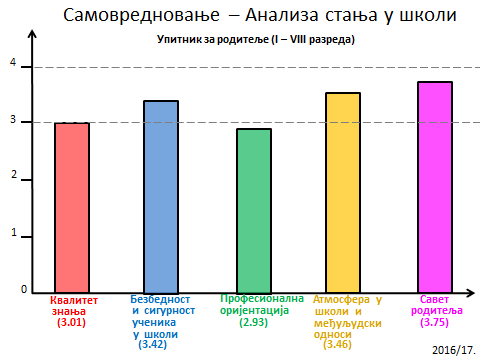 Самовредновање – Анализа стања у школи
Упитник за родитеље (I – VIII разреда)
4
3
2
1
0
Квалитет
знања
(3.01)
Безбедност
и сигурност
ученика
у школи
(3.42)
Професионална
оријентација
(2.93)
Атмосфера у
школи и
међуљудски
односи
(3.46)
Савет
родитеља
(3.75)
2016/17.